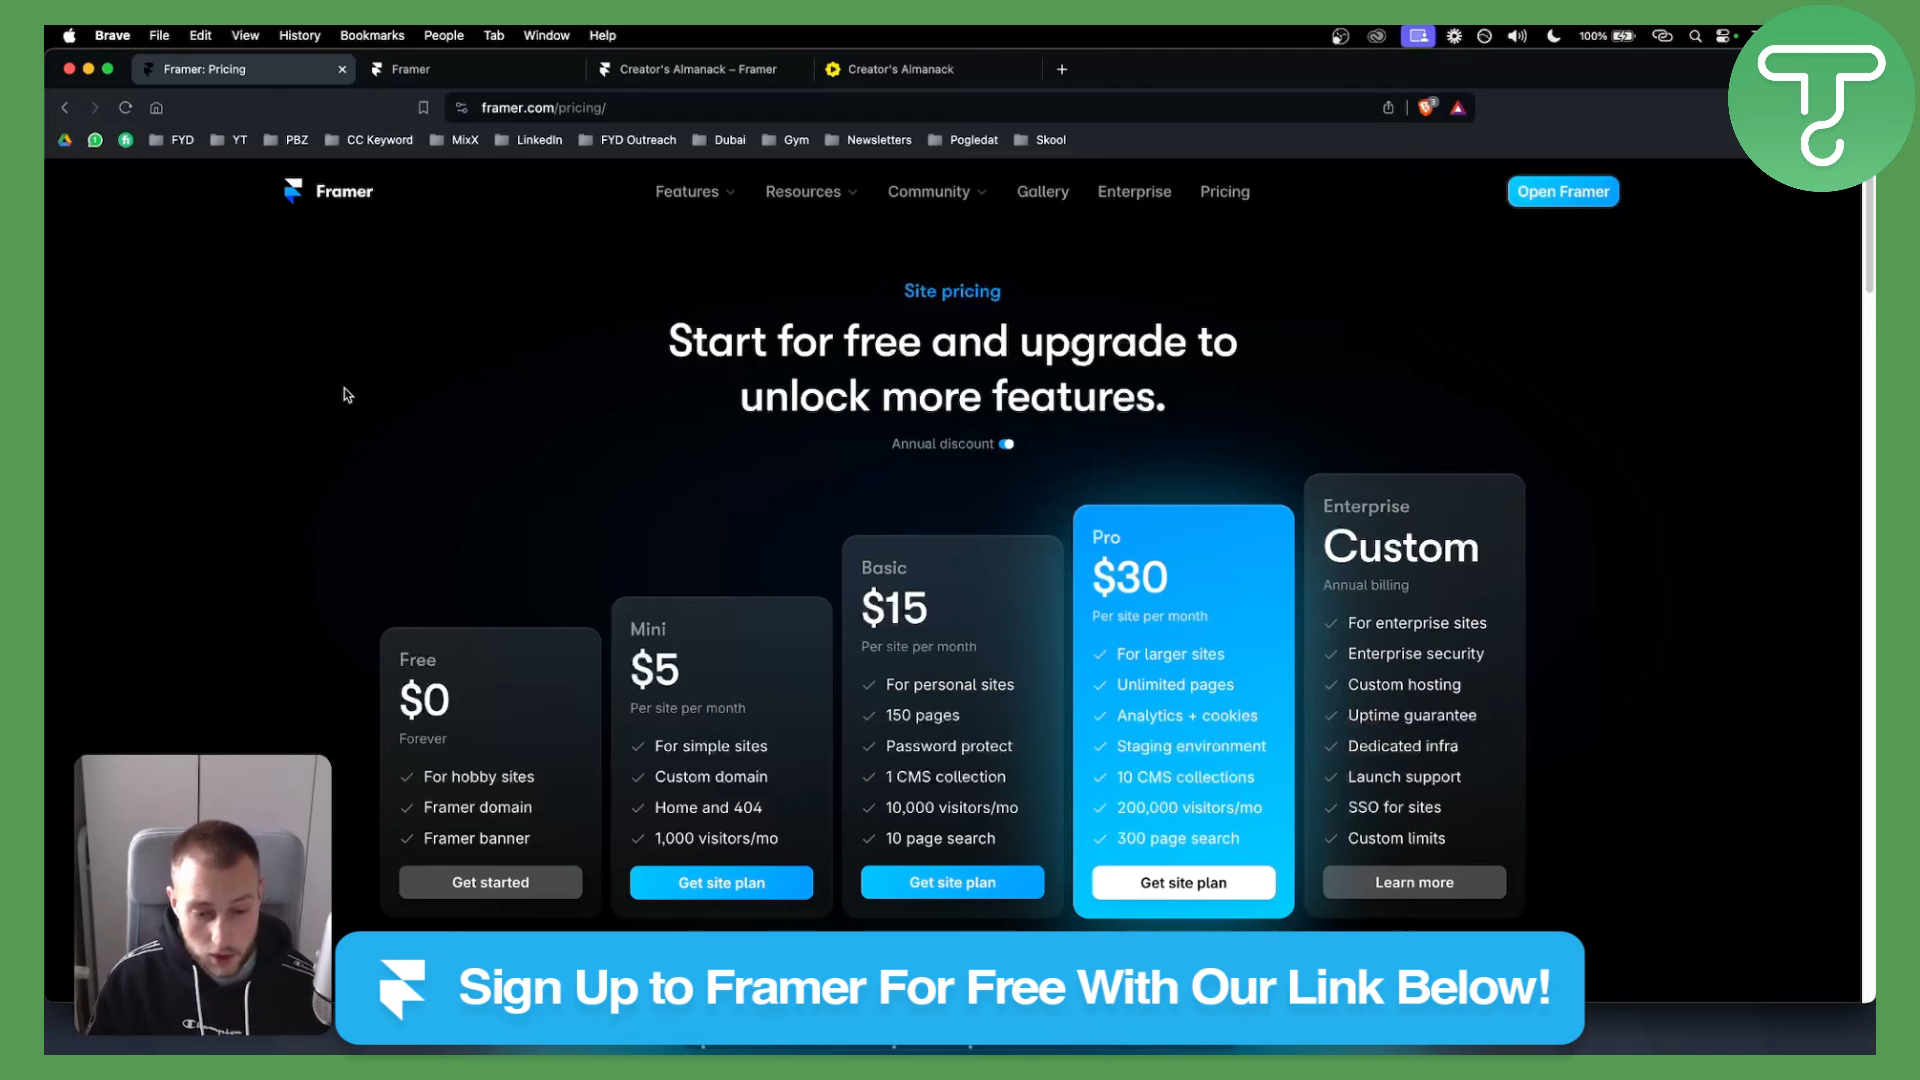 Brave File Edit View History Bookmarks People Tab Window Help
100%
Framer: Pricing
Framer
Creator's Almanack – Framer
Creator's Almanack
framer.com/pricing/
3
FYD YT PBZ CC Keyword MixX LinkedIn FYD Outreach Dubai Gym Newsletters Pogledat Skool
Framer
Features Resources Community Gallery Enterprise Pricing
Open Framer
Site pricing
Start for free and upgrade to
unlock more features.
Annual discount
Free
$0
Forever
For hobby sites
Framer domain
Framer banner
Get started
Mini
$5
Per site per month
For simple sites
Custom domain
Home and 404
1,000 visitors/mo
Get site plan
Basic
$15
Per site per month
For personal sites
150 pages
Password protect
1 CMS collection
10,000 visitors/mo
10 page search
Get site plan
Pro
$30
Per site per month
For larger sites
Unlimited pages
Analytics + cookies
Staging environment
10 CMS collections
200,000 visitors/mo
300 page search
Get site plan
Enterprise
Custom
Annual billing
For enterprise sites
Enterprise security
Custom hosting
Uptime guarantee
Dedicated infra
Launch support
SSO for sites
Custom limits
Learn more
Champion
Sign Up to Framer For Free With Our Link Below!